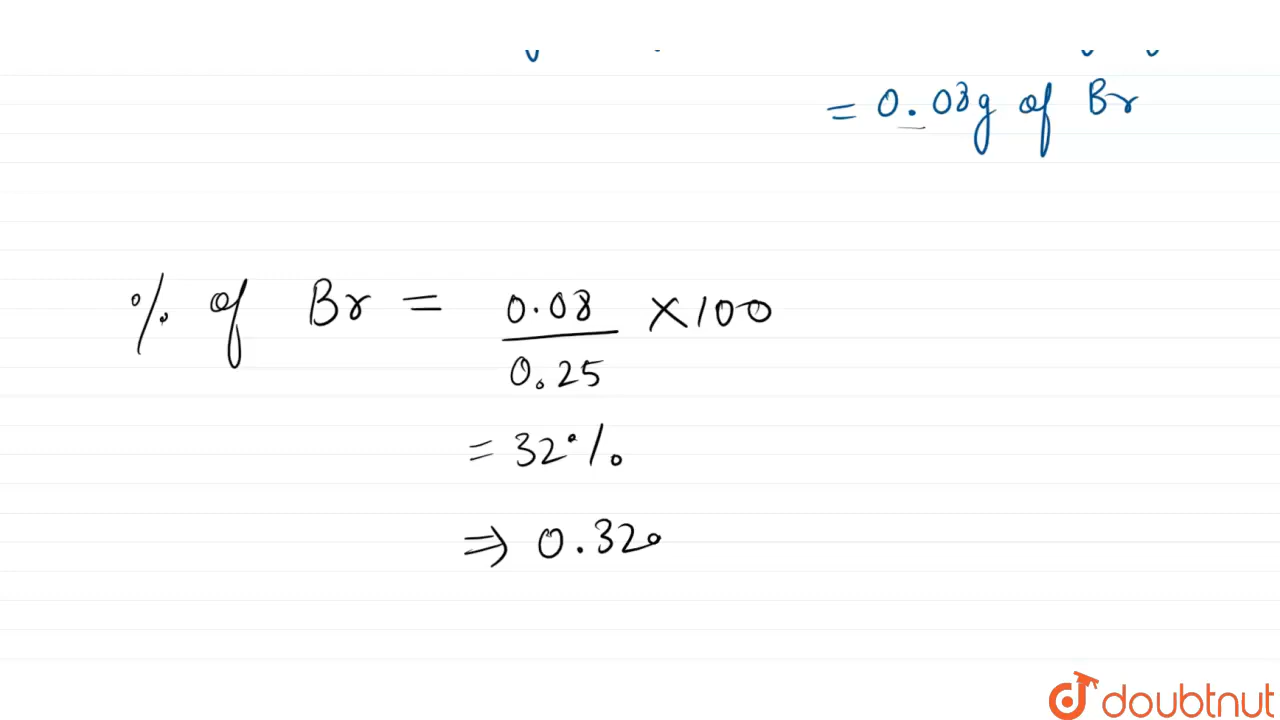 = 0.08g of Br
% of Br = 0.08 × 100
0.25
= 32%
⇒ 0.320
doubtnut